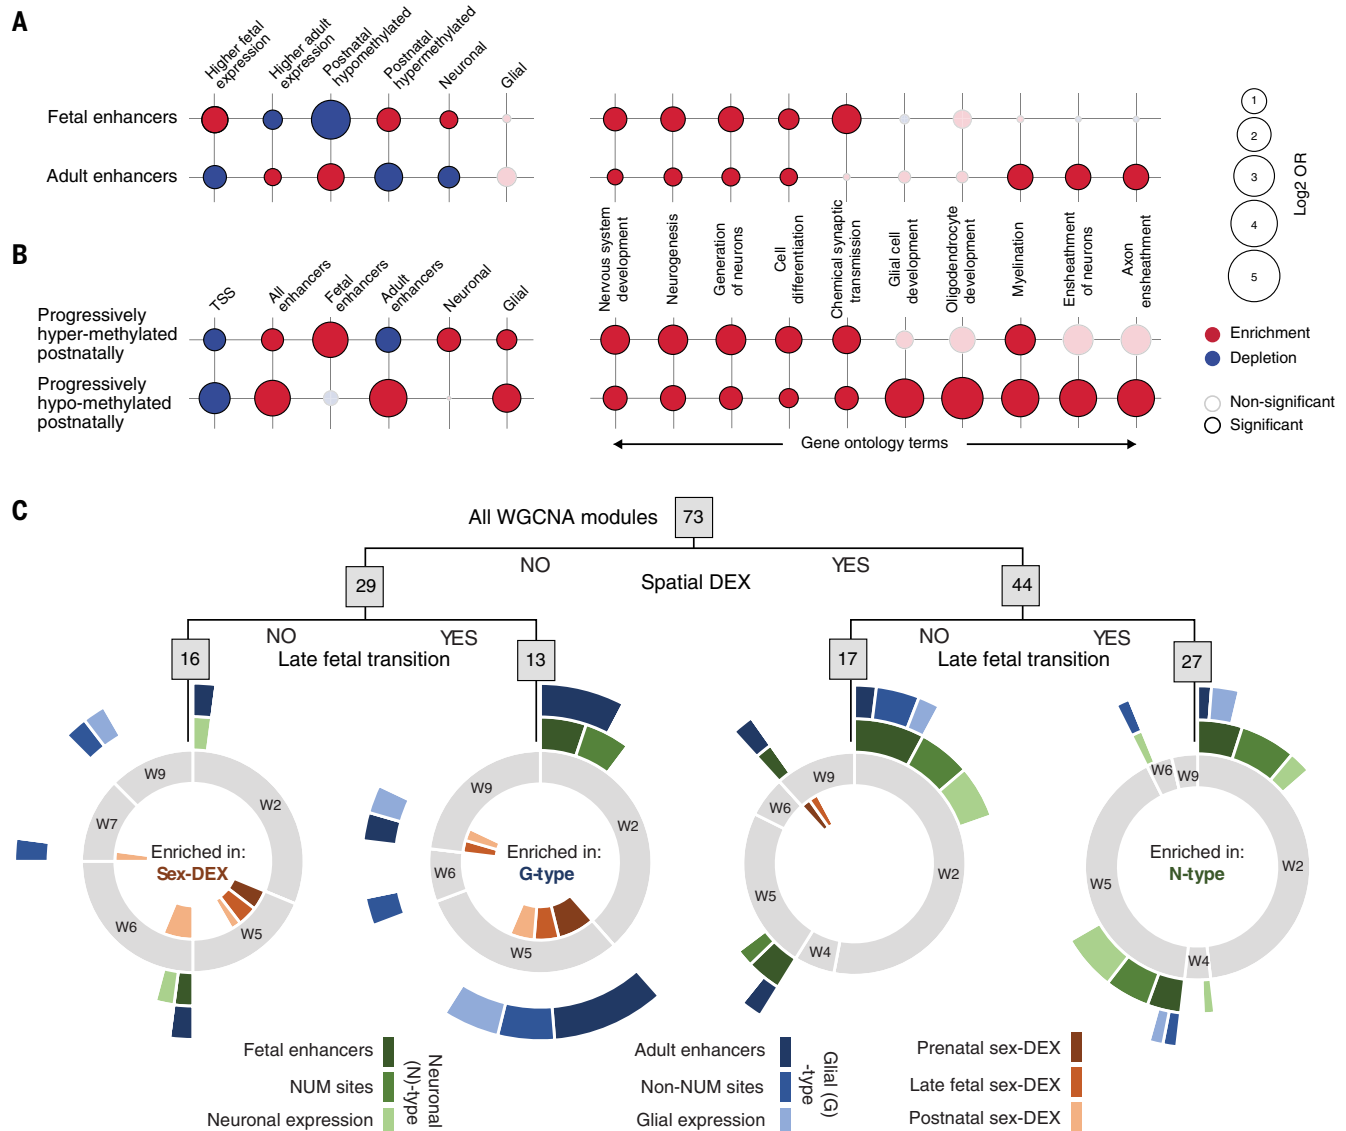 A
Higher fetal
expression
Higher adult
expression
Postnatal
hypomethylated
Postnatal
hypermethylated
Neuronal
Glial
Fetal enhancers
Adult enhancers
1
2
3
4
5
Log2 OR
Nervous system
development
Neurogenesis
Generation
of neurons
Cell
differentiation
Chemical synaptic
transmission
Glial cell
development
Oligodendrocyte
development
Myelination
Ensheathment
of neurons
Axon
ensheathment
B
TSS
All
enhancers
Fetal
enhancers
Adult
enhancers
Neuronal
Glial
Progressively
hyper-methylated
postnatally
Progressively
hypo-methylated
postnatally
Enrichment
Depletion
Non-significant
Significant
Gene ontology terms
C
All WGCNA modules
73
NO
YES
Spatial DEX
29
44
NO
YES
Late fetal transition
16
13
NO
YES
Late fetal transition
17
27
W9
W2
W7
W6
W5
Enriched in:
Sex-DEX
W9
W2
W6
W5
Enriched in:
G-type
W9
W6
W2
W5
W4
W6
W9
W5
W2
W4
Enriched in:
N-type
Fetal enhancers
NUM sites
Neuronal expression
Neuronal
(N)-type
Adult enhancers
Non-NUM sites
Glial expression
Glial (G)
-type
Prenatal sex-DEX
Late fetal sex-DEX
Postnatal sex-DEX